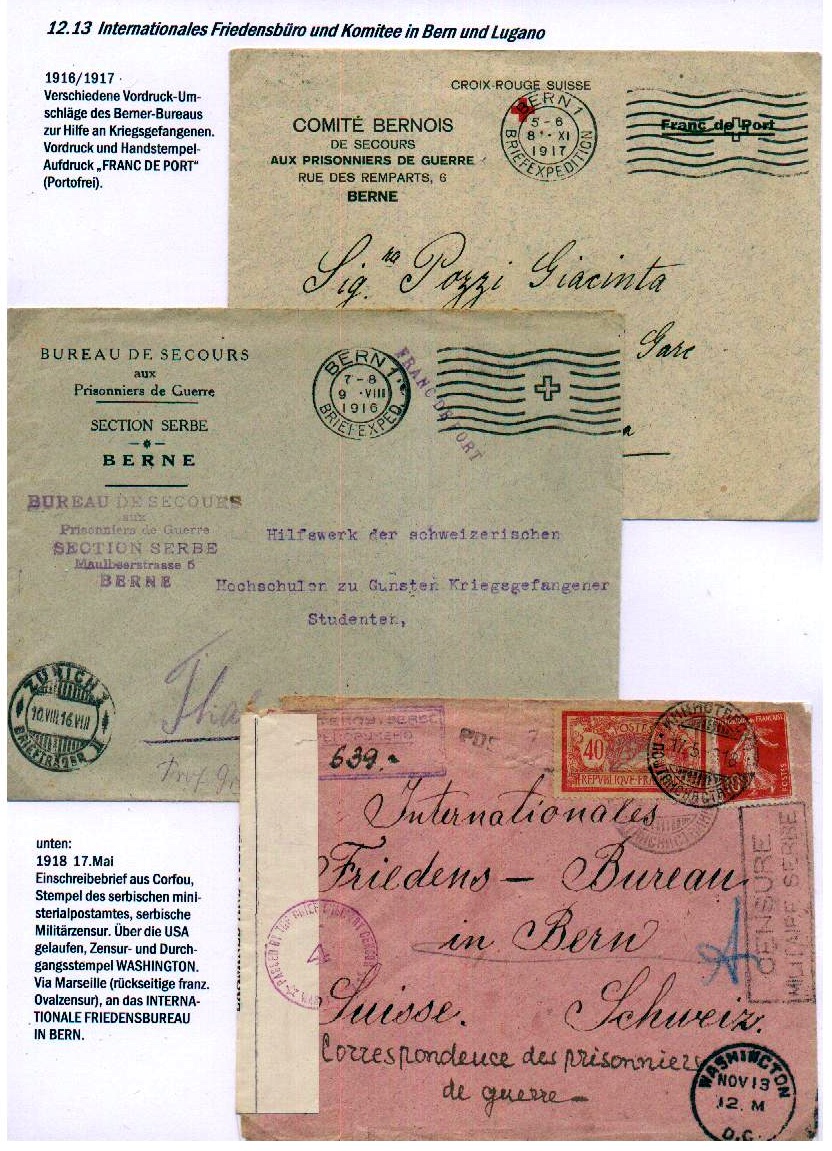 12.13 Internationales Friedensbüro und Komitee in Bern und Lugano
1916/1917
Verschiedene Vordruck-Um-
schläge des Berner-Bureaus
zur Hilfe an Kriegsgefangenen.
Vordruck und Handstempel-
Aufdruck „FRANC DE PORT“
(Portofrei).
CROIX-ROUGE SUISSE
COMITÉ BERNOIS
DE SECOURS
AUX PRISONNIERS DE GUERRE
RUE DES REMPARTS, 6
BERNE
BERN 1
5-6
8 · XI
1917
BRIEFEXPEDITION
Franc de Port
Sig.ra Pozzi Giacinta
Gare
BUREAU DE SECOURS
aux
Prisonniers de Guerre
SECTION SERBE
BERNE
BERN 1
7-8
9 ·VIII
1916
BRIEFEXPED.
FRANC DE PORT
BUREAU DE SECOURS
aux
Prisonniers de Guerre
SECTION SERBE
Maulbeerstrasse 5
BERNE
Hilfswerk der schweizerischen
Hochschulen zu Gunsten Kriegsgefangener
Studenten,
ZÜRICH
10.VIII 16.VII
BRIEFTRÄGER
639.-
POSTES
40
REPUBLIQUE FRANÇAISE
POSTES
Internationales
Friedens - Bureau
in Bern
Suisse. Schweiz.
Correspondence des prisonniers
de guerre -
CENSURE
MILITAIRE SERBE
4
A
WASHINGTON
NOV 13
12. M
D.C.
unten:
1918 17.Mai
Einschreibebrief aus Corfou,
Stempel des serbischen mini-
sterialpostamtes, serbische
Militärzensur. Über die USA
gelaufen, Zensur- und Durch-
gangsstempel WASHINGTON.
Via Marseille (rückseitige franz.
Ovalzensur), an das INTERNA-
TIONALE FRIEDENSBUREAU
IN BERN.